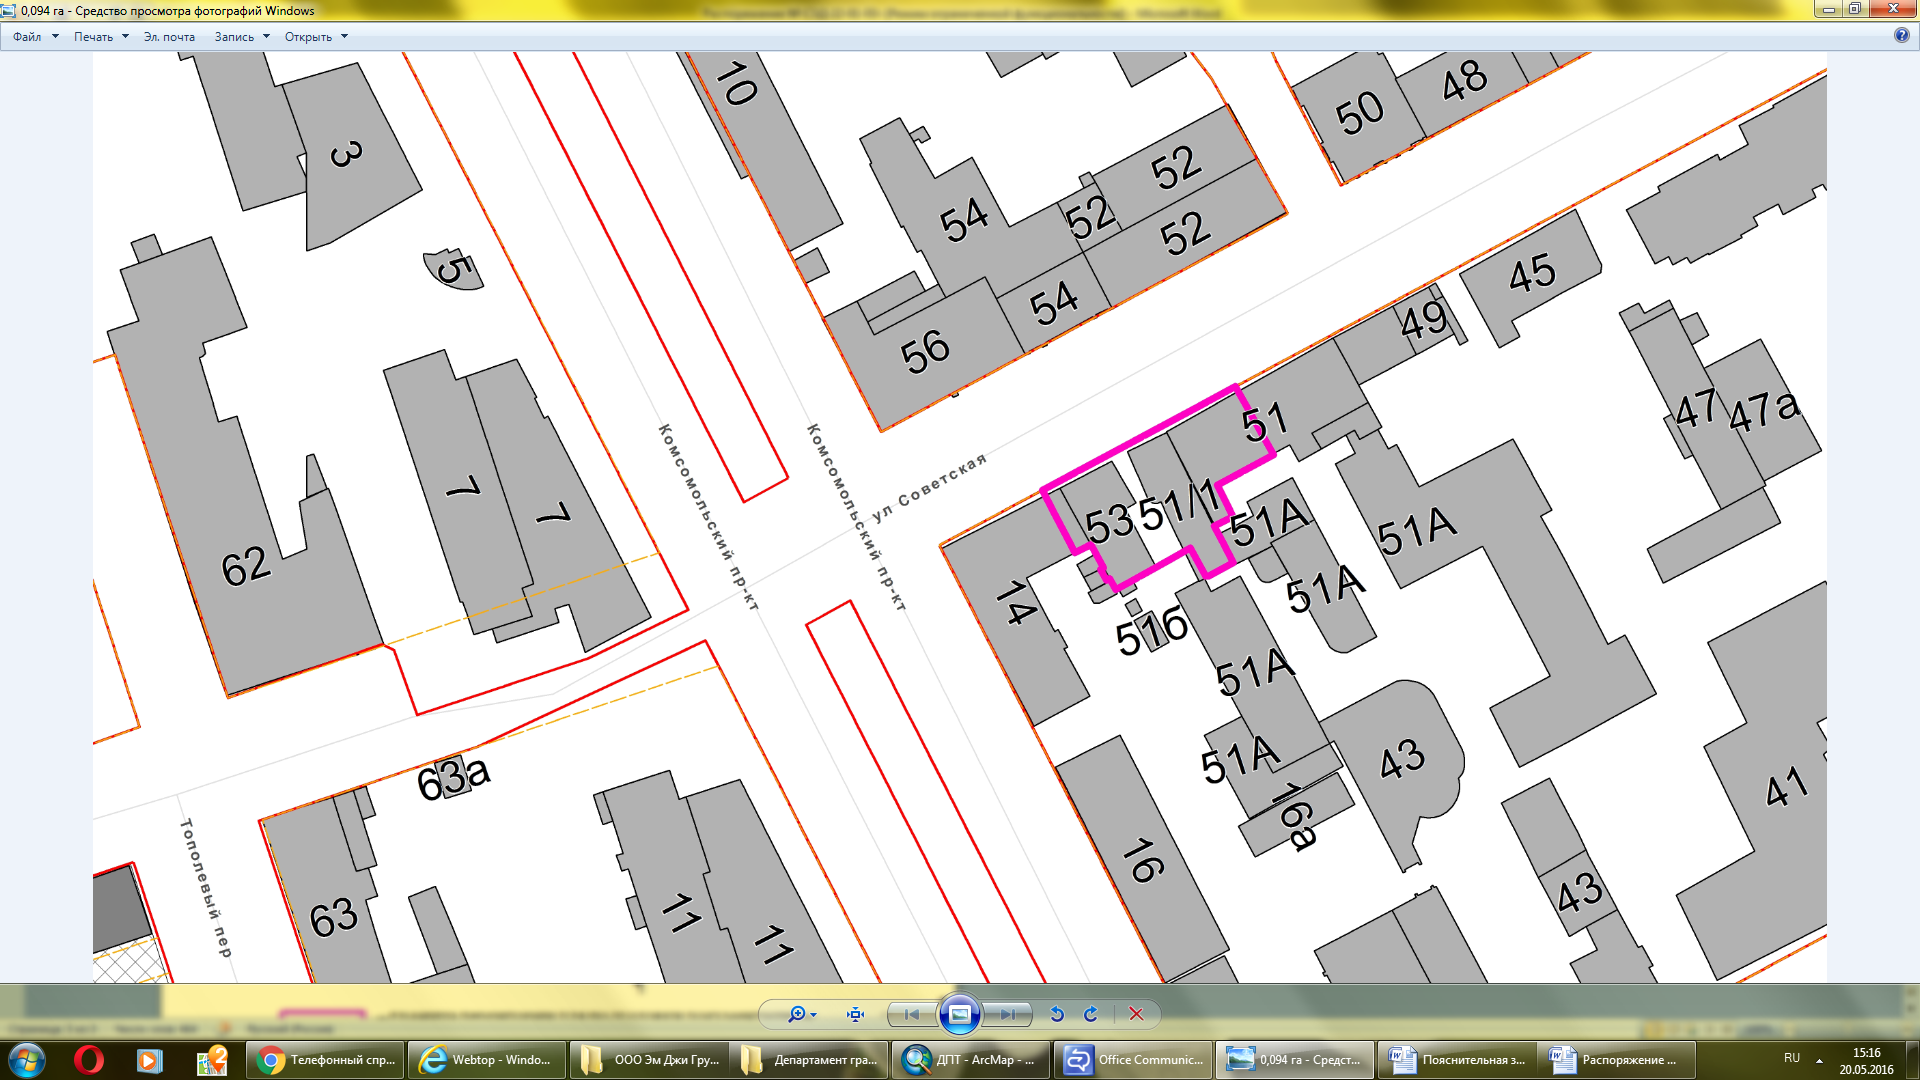 0,094 га - Средство просмотра фотографий Windows
Файл Печать Эл. почта Запись Открыть
3
10
50
48
5
54
52
52
52
54
56
45
49
51
47
47а
7
7
62
53
51/1
51А
51А
51А
14
51б
51А
51А
16а
43
41
43
16
63а
63
11
11
Комсомольский пр-кт
Комсомольский пр-кт
ул Советская
Тополевый пер
Телефонный спр...
Webtop - Windo...
ООО Эм Джи Гру...
Департамент гра...
ДПТ - ArcMap - ...
Office Communic...
0,094 га - Средст...
Пояснительная з...
Распоряжение ...
RU
15:16
20.05.2016